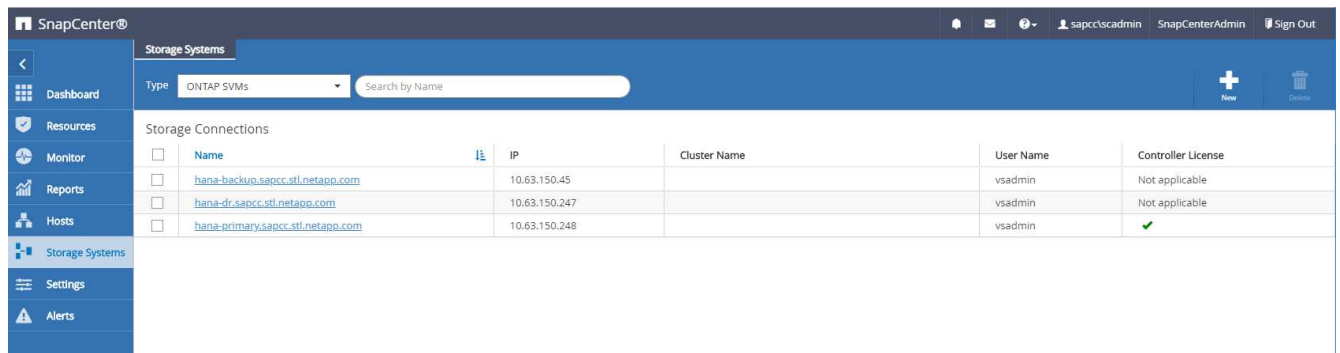 SnapCenter®
sapcc\scadmin SnapCenterAdmin Sign Out
Storage Systems
Type ONTAP SVMs Search by Name
New Delete
Dashboard
Resources
Monitor
Reports
Hosts
Storage Systems
Settings
Alerts
Storage Connections
Name IP Cluster Name User Name Controller License
hana-backup.sapcc.stl.netapp.com 10.63.150.45 vsadmin Not applicable
hana-dr.sapcc.stl.netapp.com 10.63.150.247 vsadmin Not applicable
hana-primary.sapcc.stl.netapp.com 10.63.150.248 vsadmin